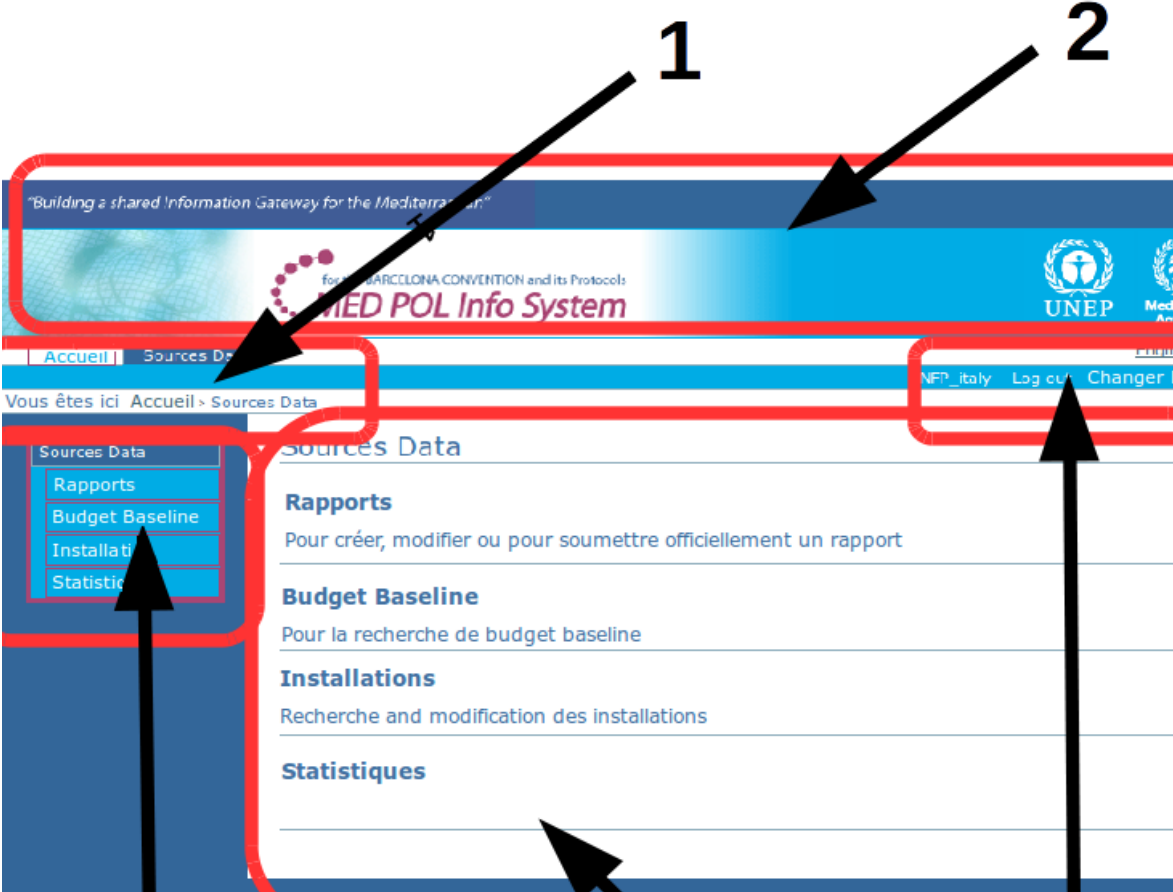 1
2
"Building a shared Information Gateway for the
for the BARCELONA CONVENTION and its Protocols
MED POL Info System
UNEP
Accueil Sources
NFP_italy Log out Changer
Vous êtes ici Accueil › Sources Data
Sources Data
Rapports
Budget Baseline
Sources Data
Rapports
Pour créer, modifier ou pour soumettre officiellement un rapport
Budget Baseline
Pour la recherche de budget baseline
Installations
Recherche and modification des installations
Statistiques